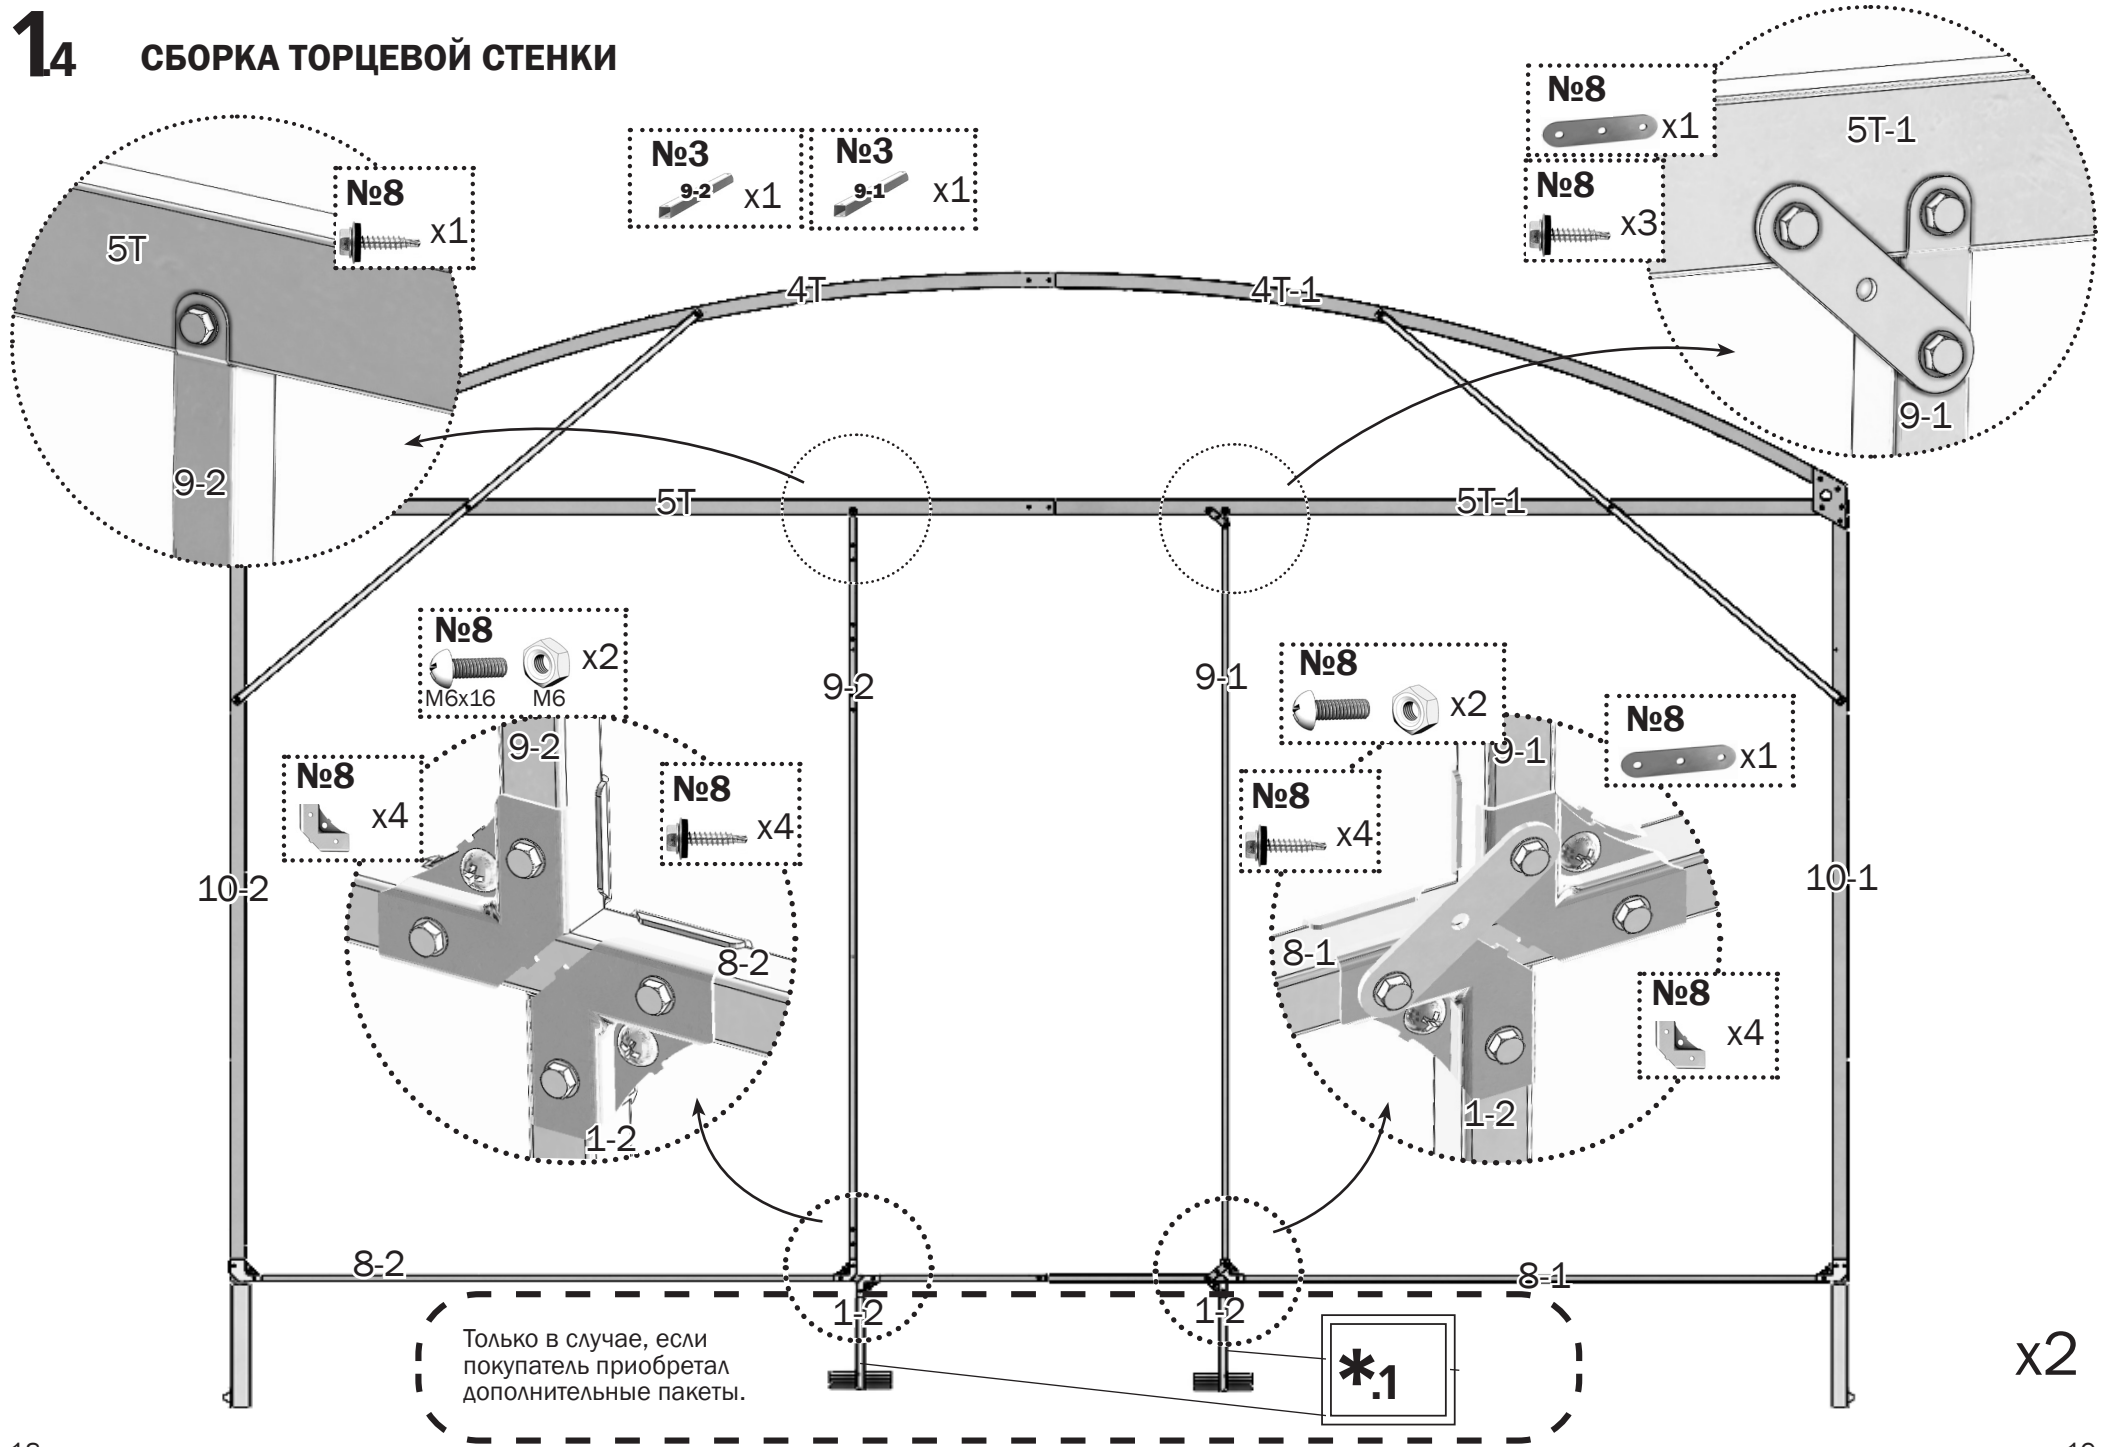 1.4 СБОРКА ТОРЦЕВОЙ СТЕНКИ
5T
№8
x1
9-2
№3
9-2
x1
№3
9-1
x1
№8
x1
№8
x3
5T-1
9-1
4T
4T-1
5T
5T-1
9-2
9-1
10-2
10-1
№8
M6x16
M6
x2
№8
x4
№8
x4
9-2
8-2
1-2
№8
x2
№8
x4
№8
x1
№8
x4
9-1
8-1
1-2
8-2
8-1
1-2
1-2
Только в случае, если
покупатель приобретал
дополнительные пакеты.
*.1
x2